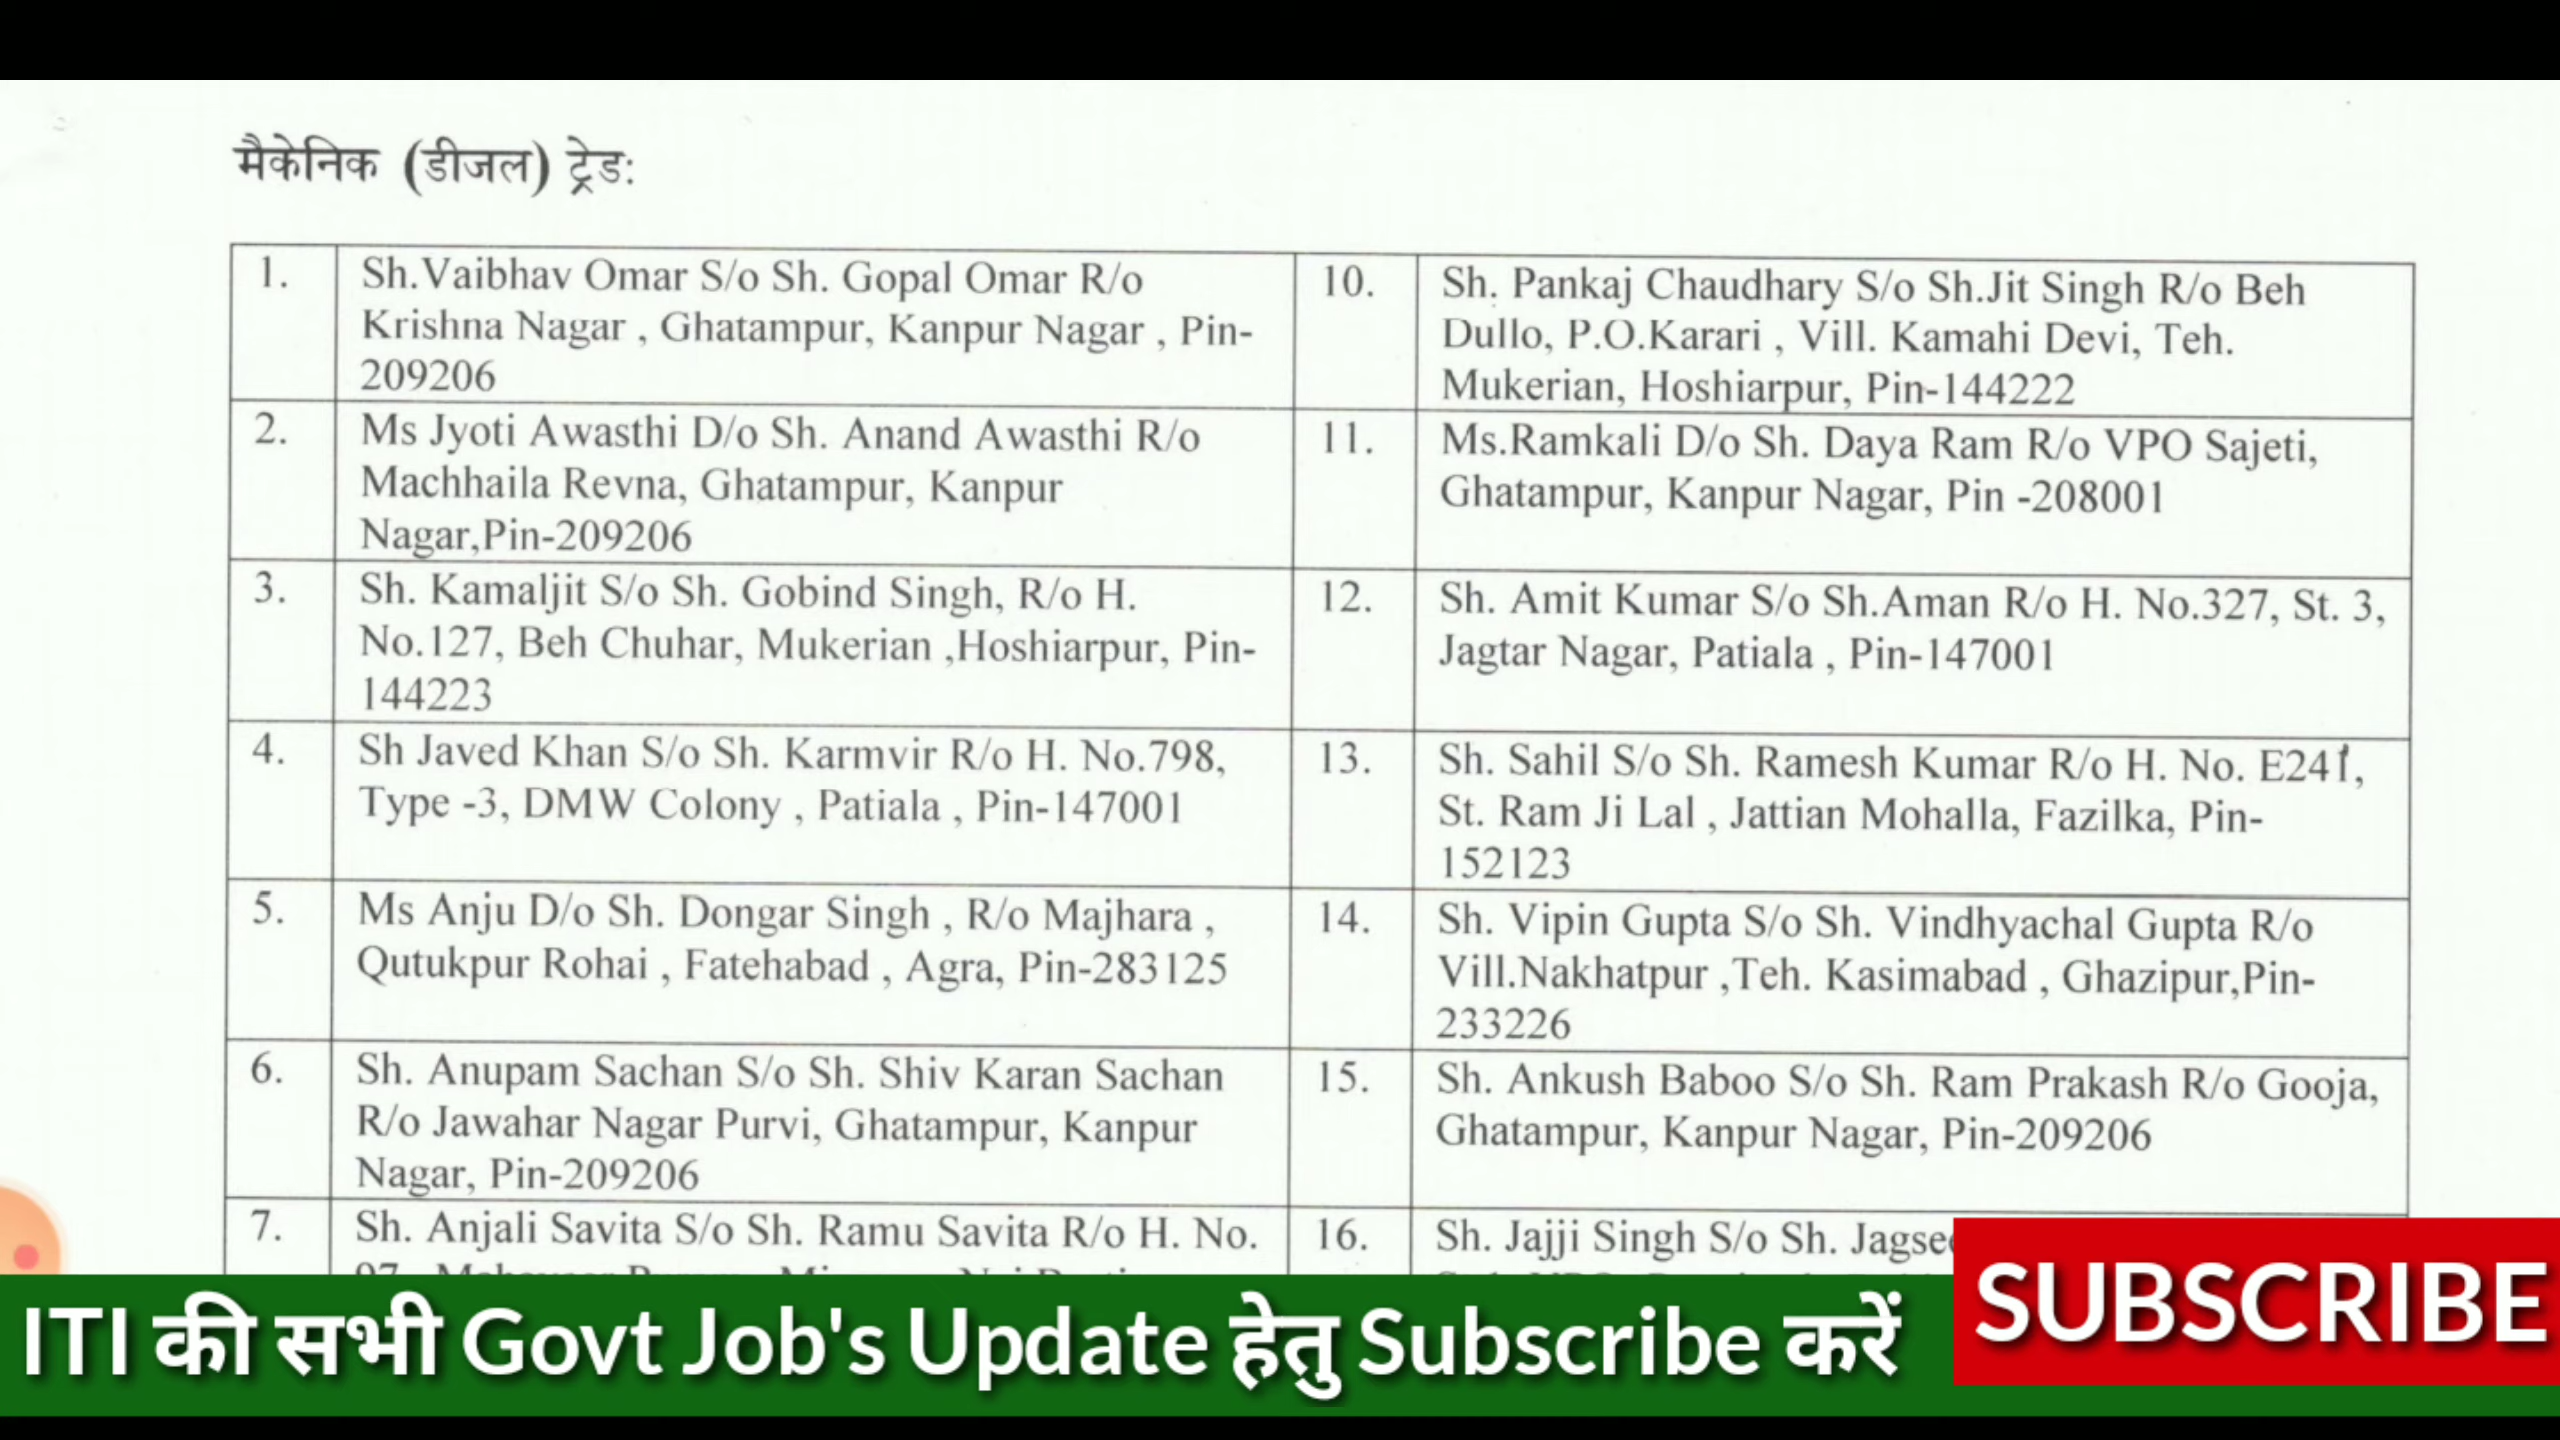 मैकेनिक (डीजल) ट्रेड:
1. Sh.Vaibhav Omar S/o Sh. Gopal Omar R/o
Krishna Nagar , Ghatampur, Kanpur Nagar , Pin-
209206
10. Sh. Pankaj Chaudhary S/o Sh.Jit Singh R/o Beh
Dullo, P.O.Karari , Vill. Kamahi Devi, Teh.
Mukerian, Hoshiarpur, Pin-144222
2. Ms Jyoti Awasthi D/o Sh. Anand Awasthi R/o
Machhaila Revna, Ghatampur, Kanpur
Nagar,Pin-209206
11. Ms.Ramkali D/o Sh. Daya Ram R/o VPO Sajeti,
Ghatampur, Kanpur Nagar, Pin -208001
3. Sh. Kamaljit S/o Sh. Gobind Singh, R/o H.
No.127, Beh Chuhar, Mukerian ,Hoshiarpur, Pin-
144223
12. Sh. Amit Kumar S/o Sh.Aman R/o H. No.327, St. 3,
Jagtar Nagar, Patiala , Pin-147001
4. Sh Javed Khan S/o Sh. Karmvir R/o H. No.798,
Type -3, DMW Colony , Patiala , Pin-147001
13. Sh. Sahil S/o Sh. Ramesh Kumar R/o H. No. E241,
St. Ram Ji Lal , Jattian Mohalla, Fazilka, Pin-
152123
5. Ms Anju D/o Sh. Dongar Singh , R/o Majhara ,
Qutukpur Rohai , Fatehabad , Agra, Pin-283125
14. Sh. Vipin Gupta S/o Sh. Vindhyachal Gupta R/o
Vill.Nakhatpur ,Teh. Kasimabad , Ghazipur,Pin-
233226
6. Sh. Anupam Sachan S/o Sh. Shiv Karan Sachan
R/o Jawahar Nagar Purvi, Ghatampur, Kanpur
Nagar, Pin-209206
15. Sh. Ankush Baboo S/o Sh. Ram Prakash R/o Gooja,
Ghatampur, Kanpur Nagar, Pin-209206
7. Sh. Anjali Savita S/o Sh. Ramu Savita R/o H. No.
16. Sh. Jajji Singh S/o Sh.
ITI की सभी Govt Job's Update हेतु Subscribe करें
SUBSCRIBE